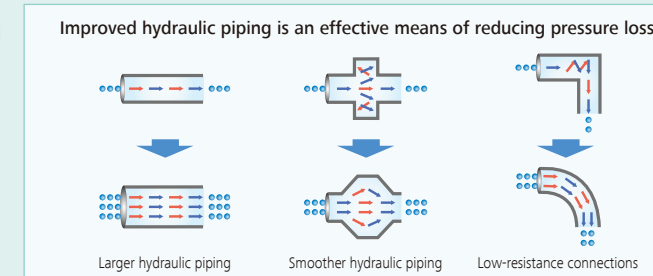 Improved hydraulic piping is an effective means of reducing pressure loss
Larger hydraulic piping
Smoother hydraulic piping
Low-resistance connections